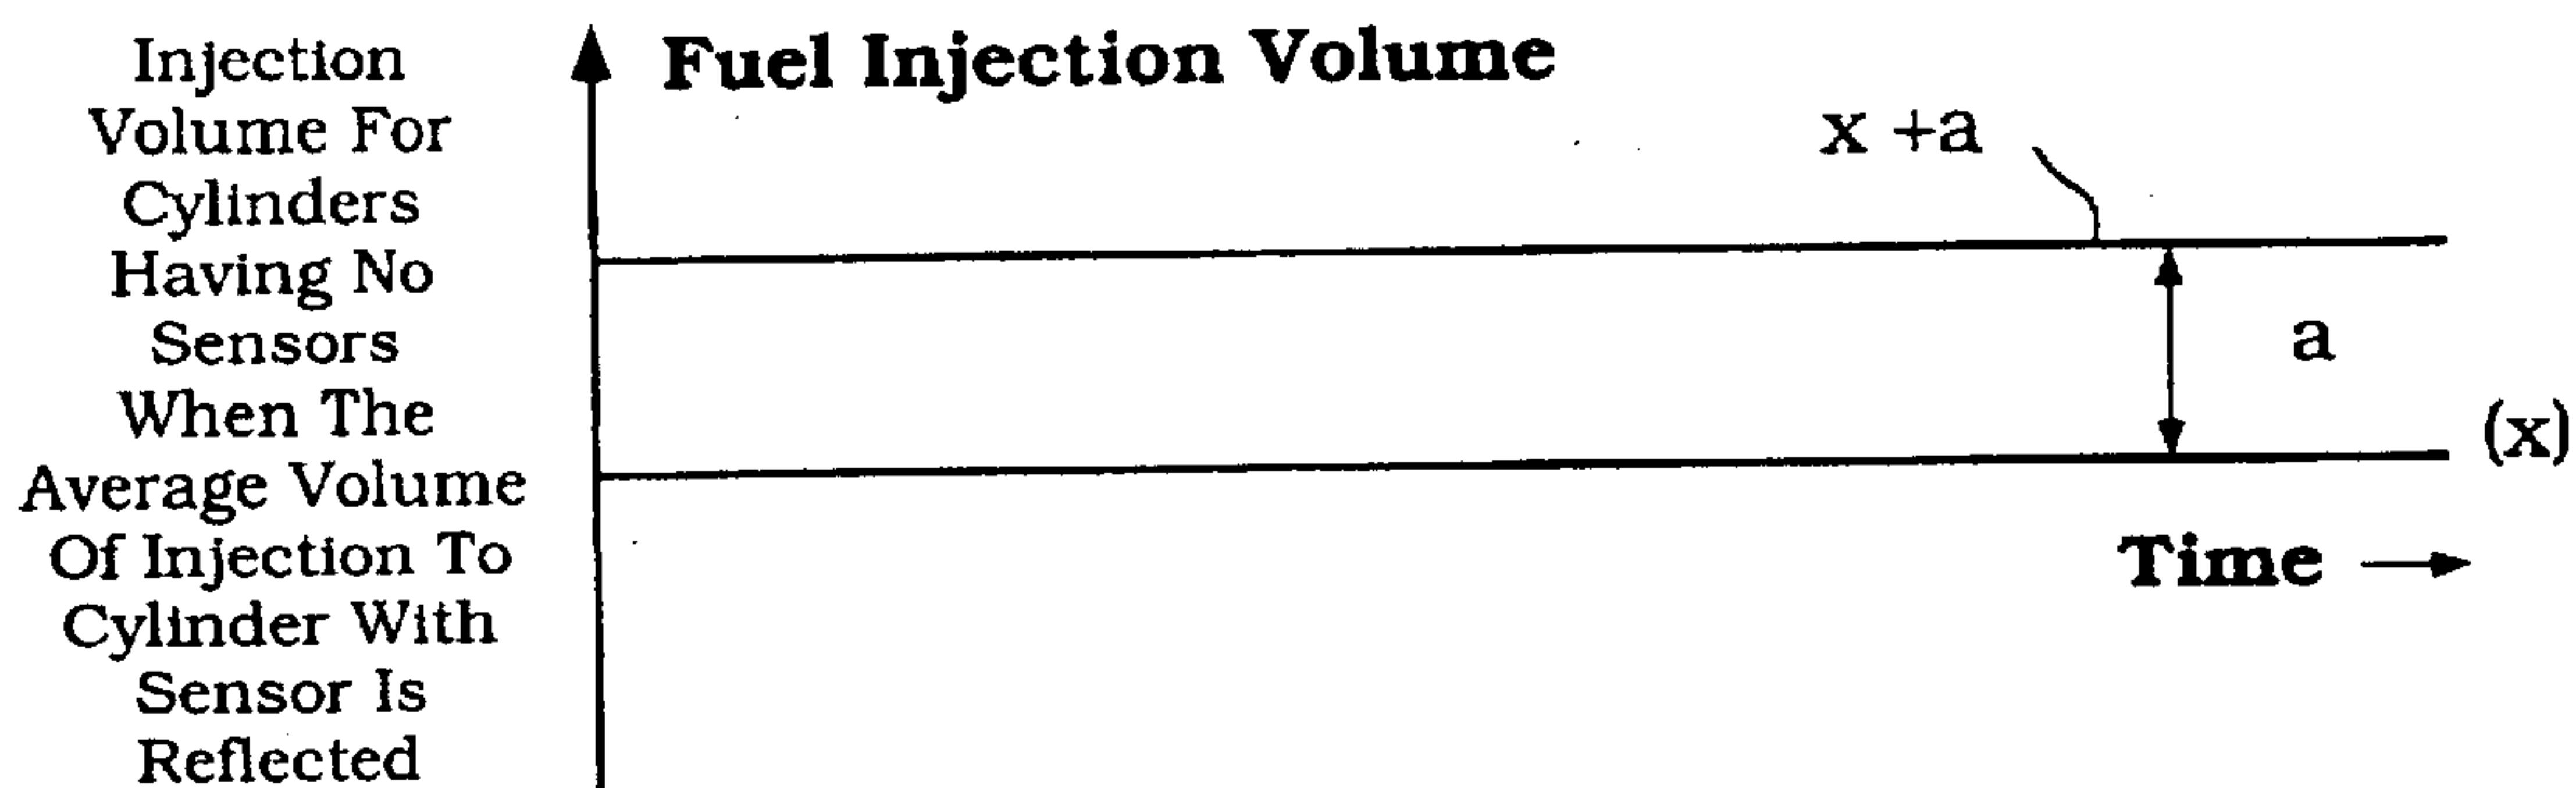 Injection
Volume For
Cylinders
Having No
Sensors
When The
Average Volume
Of Injection To
Cylinder With
Sensor Is
Reflected
Fuel Injection Volume
x +a
a
(x)
Time